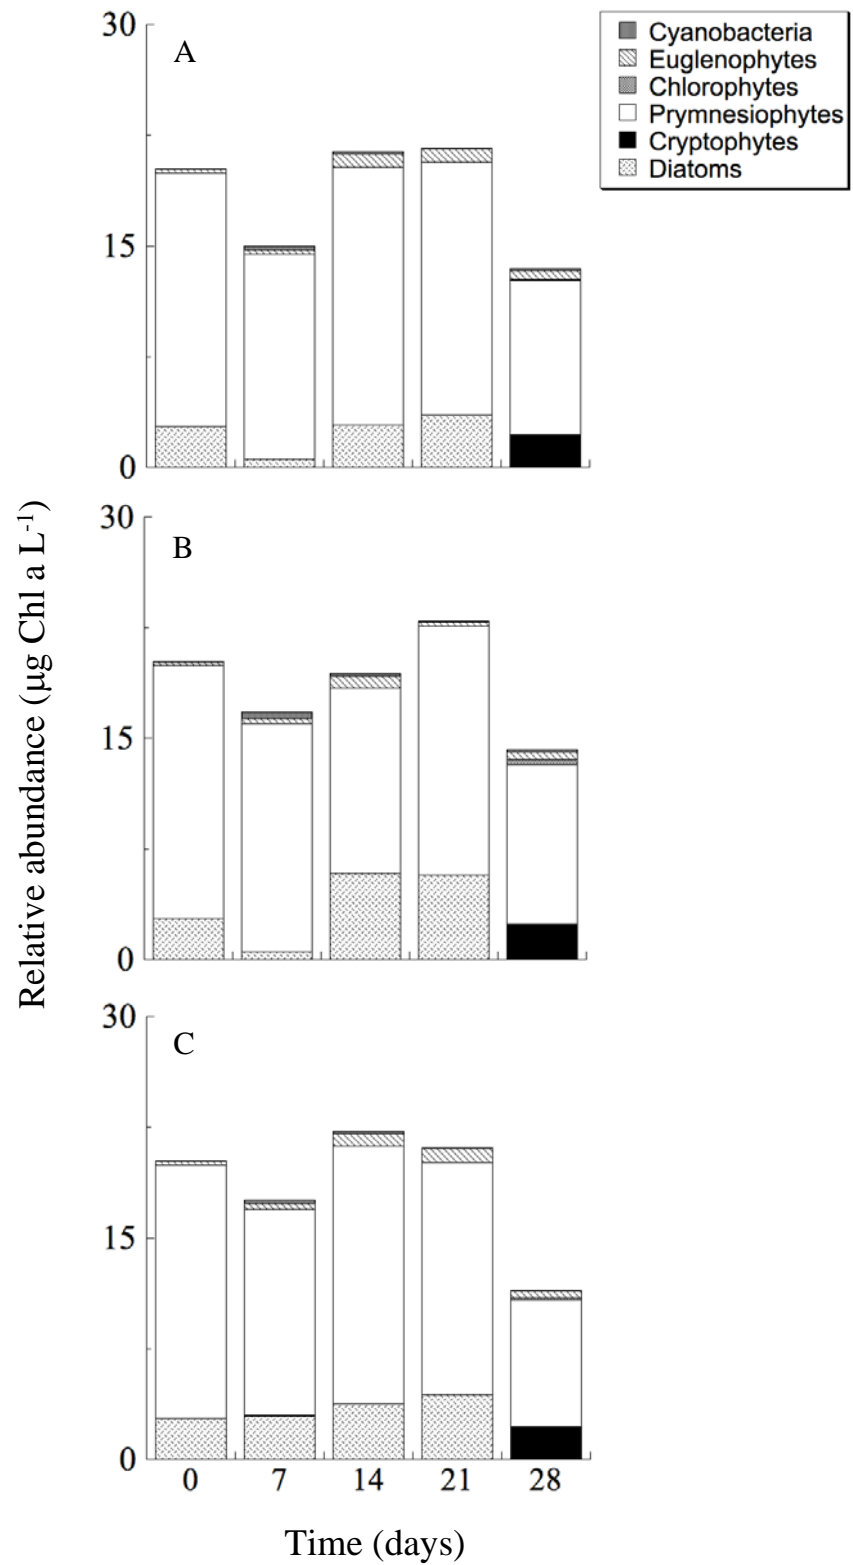 30
A
15
0
Cyanobacteria
Euglenophytes
Chlorophytes
Prymnesiophytes
Cryptophytes
Diatoms
Relative abundance (µg Chl a L-1)
30
B
15
0
30
C
15
0
0 7 14 21 28
Time (days)